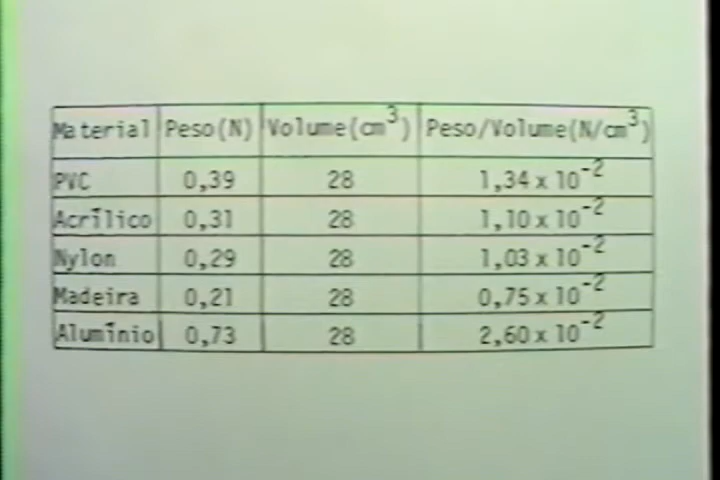 Material Peso(N) Volume(cm³) Peso/Volume(N/cm³)
PVC 0,39 28 1,34 x 10⁻²
Acrílico 0,31 28 1,10 x 10⁻²
Nylon 0,29 28 1,03 x 10⁻²
Madeira 0,21 28 0,75 x 10⁻²
Alumínio 0,73 28 2,60 x 10⁻²